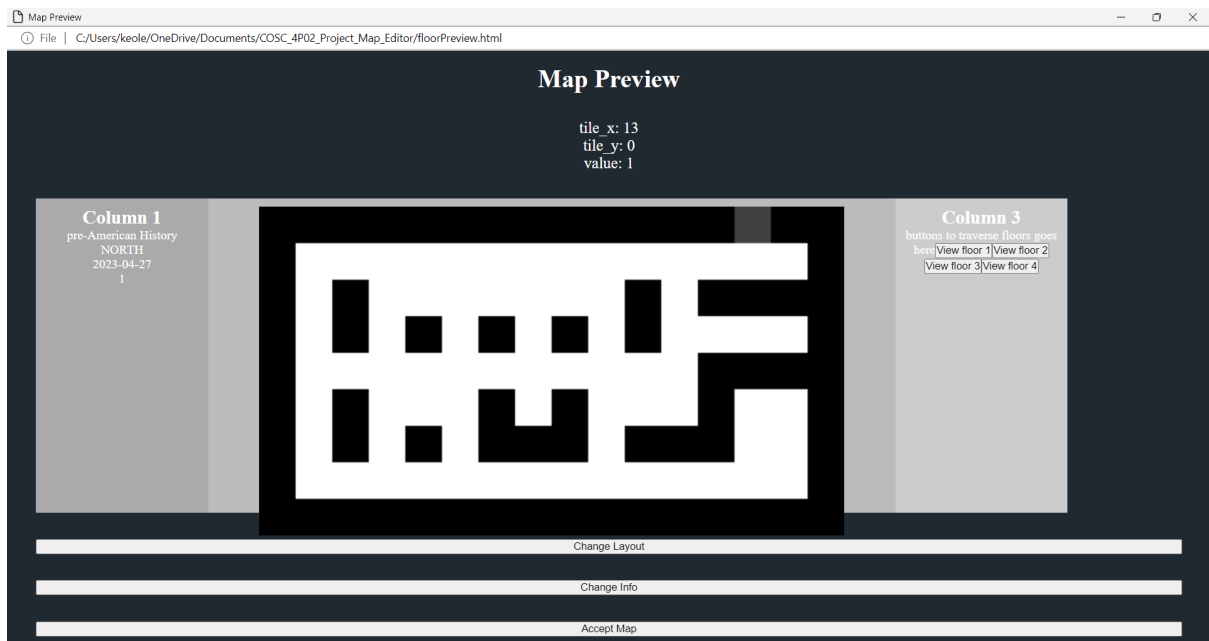 Map Preview
File | C:/Users/keole/OneDrive/Documents/COSC_4P02_Project_Map_Editor/floorPreview.html
Map Preview
tile_x: 13
tile_y: 0
value: 1
Column 1
pre-American History
NORTH
2023-04-27
1
Column 3
buttons to traverse floors goes
here View floor 1 View floor 2
View floor 3 View floor 4
Change Layout
Change Info
Accept Map